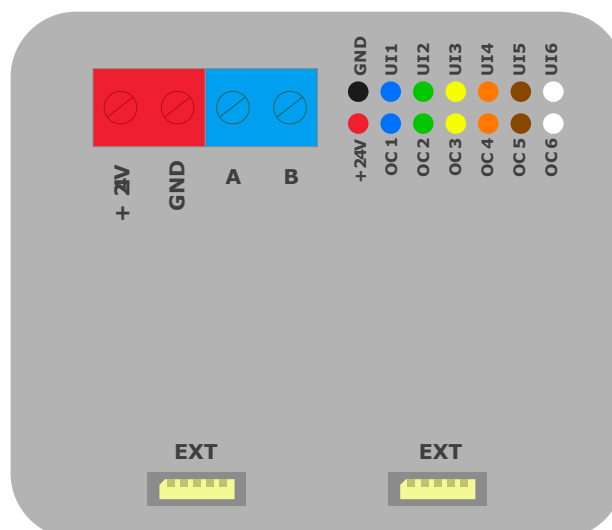 GND UI1 UI2 UI3 UI4 UI5 UI6
+24V OC1 OC2 OC3 OC4 OC5 OC6
+24V GND A B
EXT EXT